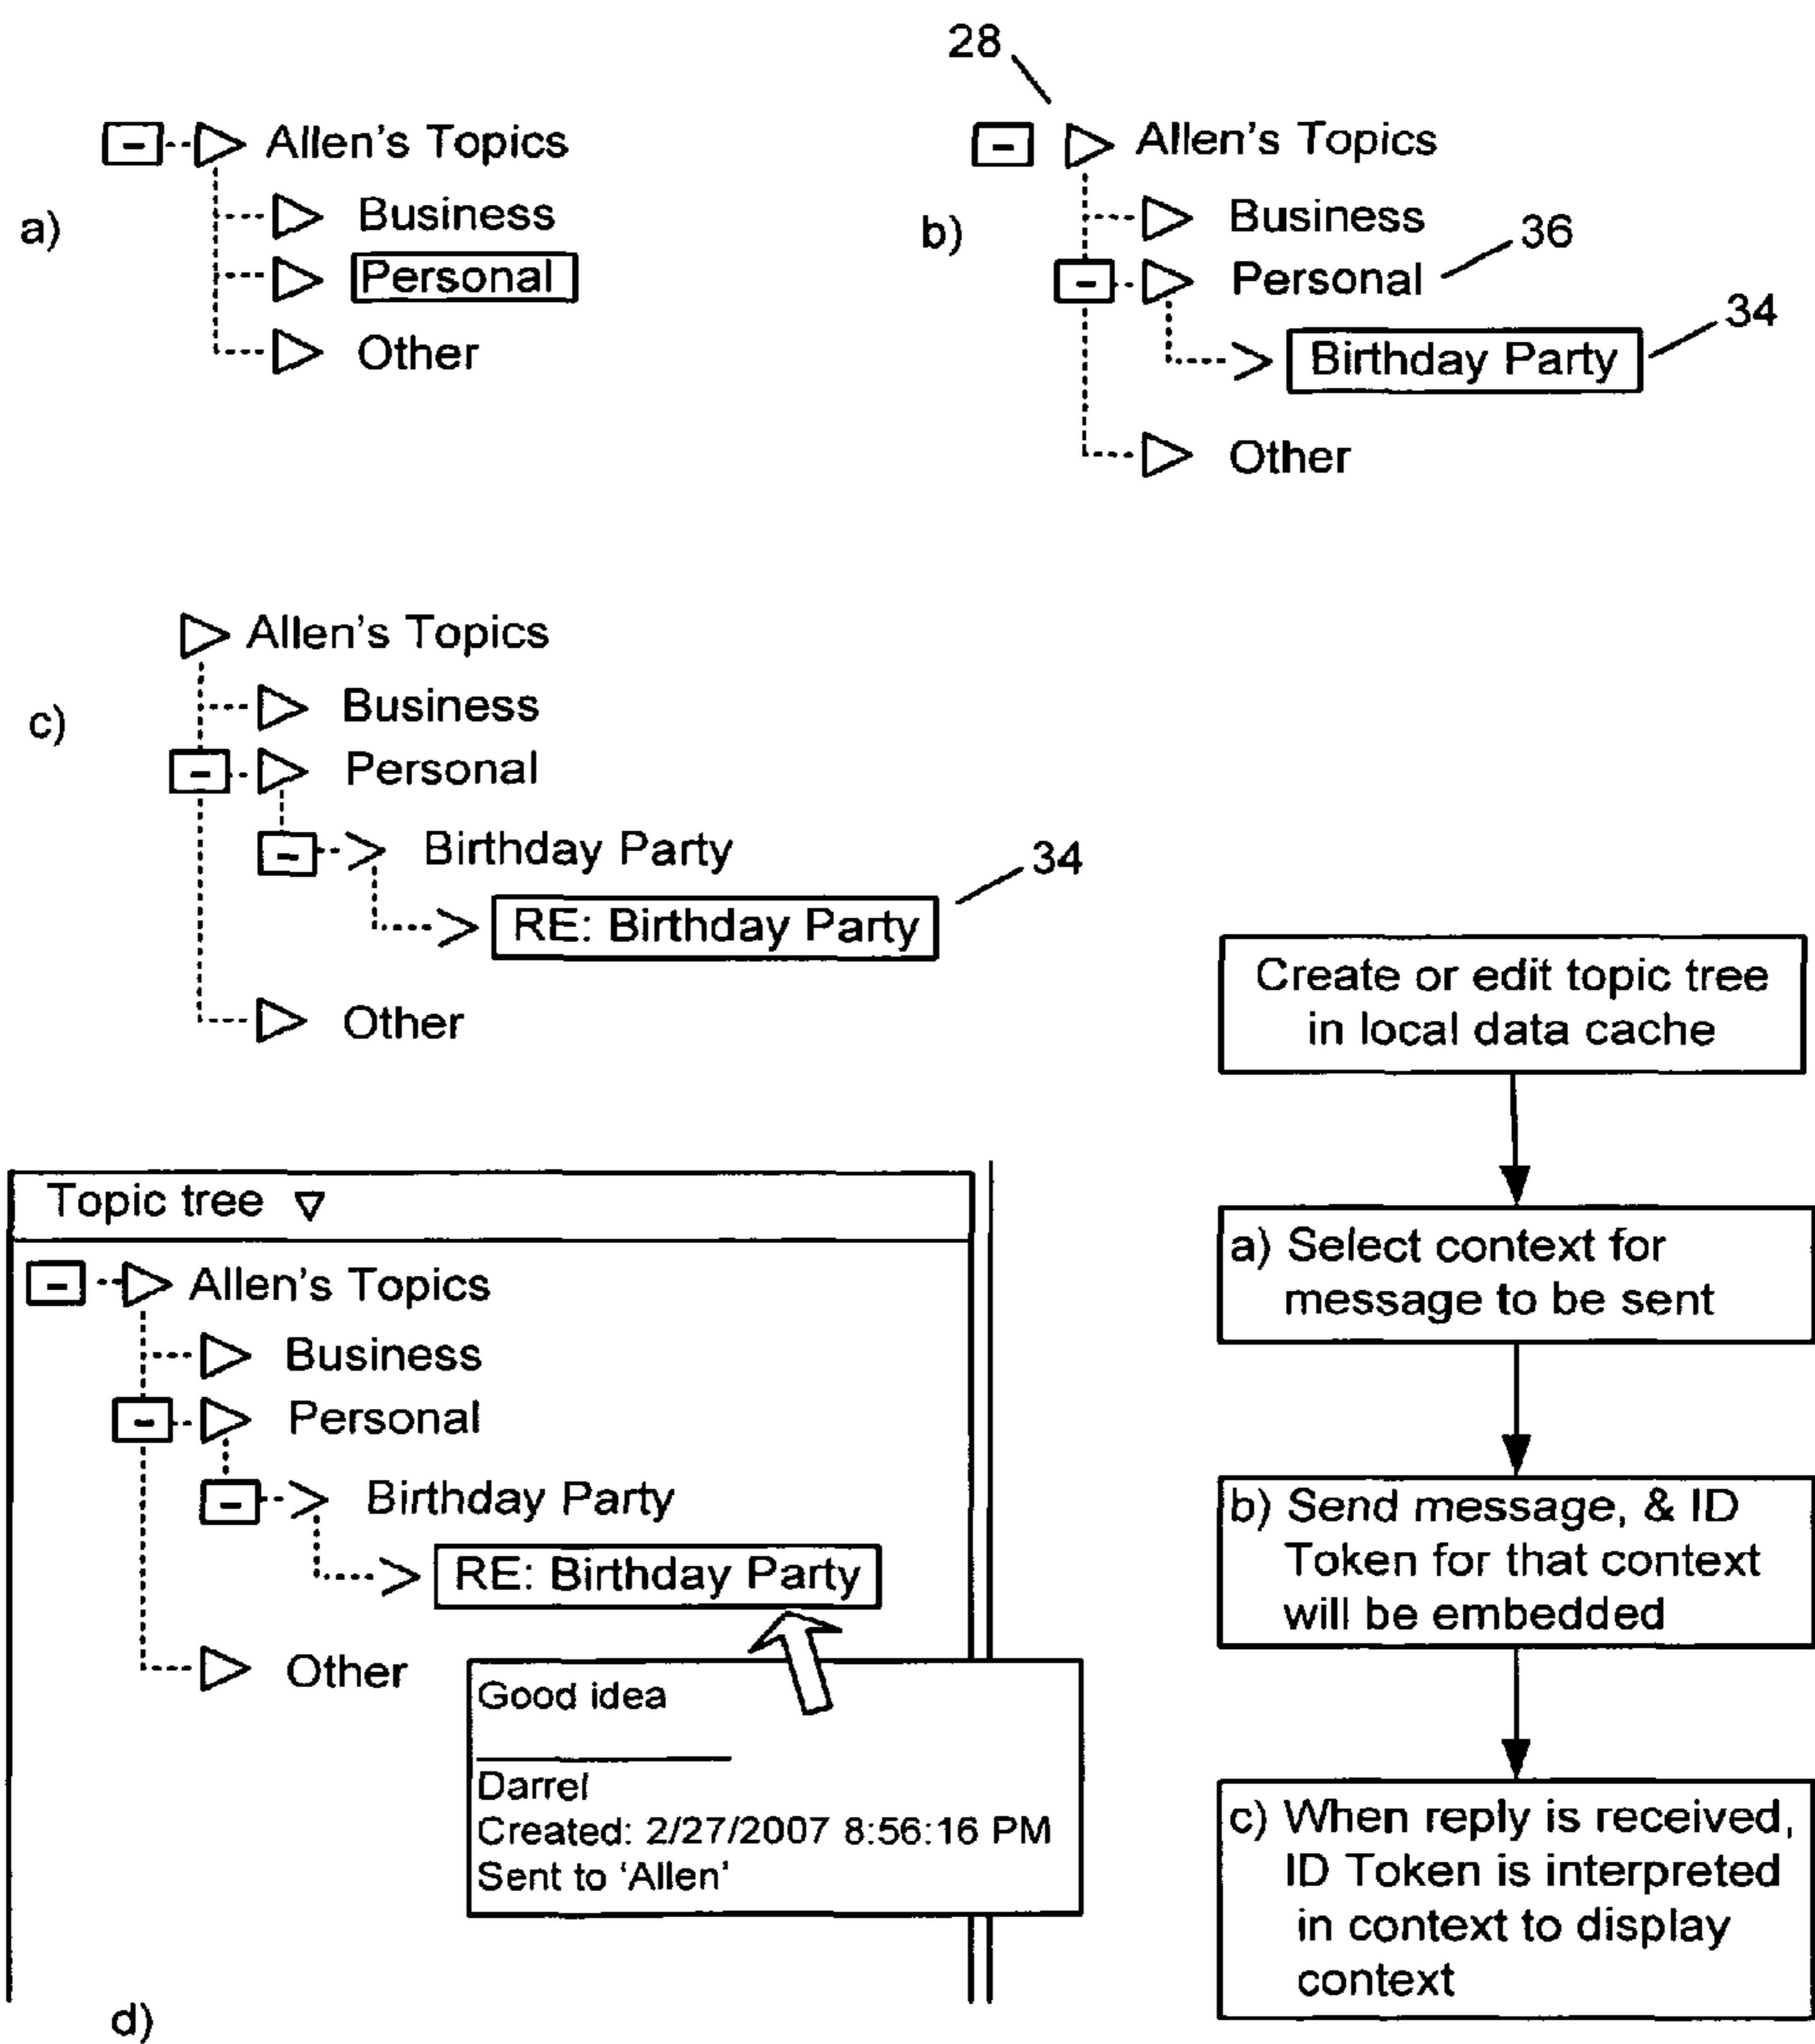 28
Allen's Topics
Business
a)
Personal
Other
Allen's Topics
Business
b)
36
Personal
34
Birthday Party
Other
Allen's Topics
Business
c)
Personal
Birthday Party
34
RE: Birthday Party
Other
Topic tree
Allen's Topics
Business
Personal
Birthday Party
RE: Birthday Party
Other
Good idea
Darrel
Created: 2/27/2007 8:56:16 PM
Sent to 'Allen'
d)
Create or edit topic tree
in local data cache
a) Select context for
message to be sent
b) Send message, & ID
Token for that context
will be embedded
c) When reply is received,
ID Token is interpreted
in context to display
context